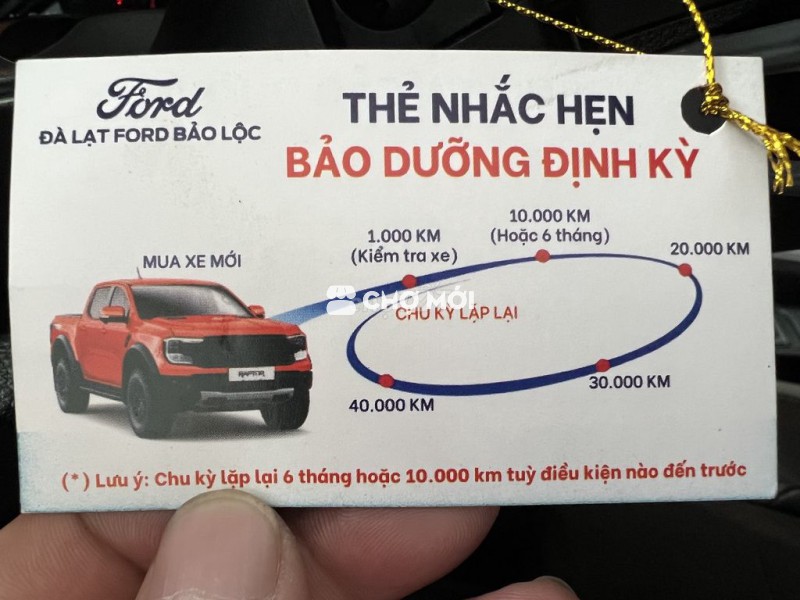 Ford
ĐÀ LẠT FORD BẢO LỘC
THẺ NHẮC HẸN
BẢO DƯỠNG ĐỊNH KỲ
MUA XE MỚI
1.000 KM
(Kiểm tra xe)
10.000 KM
(Hoặc 6 tháng)
20.000 KM
CHỢ MỚI
CHU KỲ LẶP LẠI
30.000 KM
40.000 KM
RAPTOR
(*) Lưu ý: Chu kỳ lặp lại 6 tháng hoặc 10.000 km tuỳ điều kiện nào đến trước